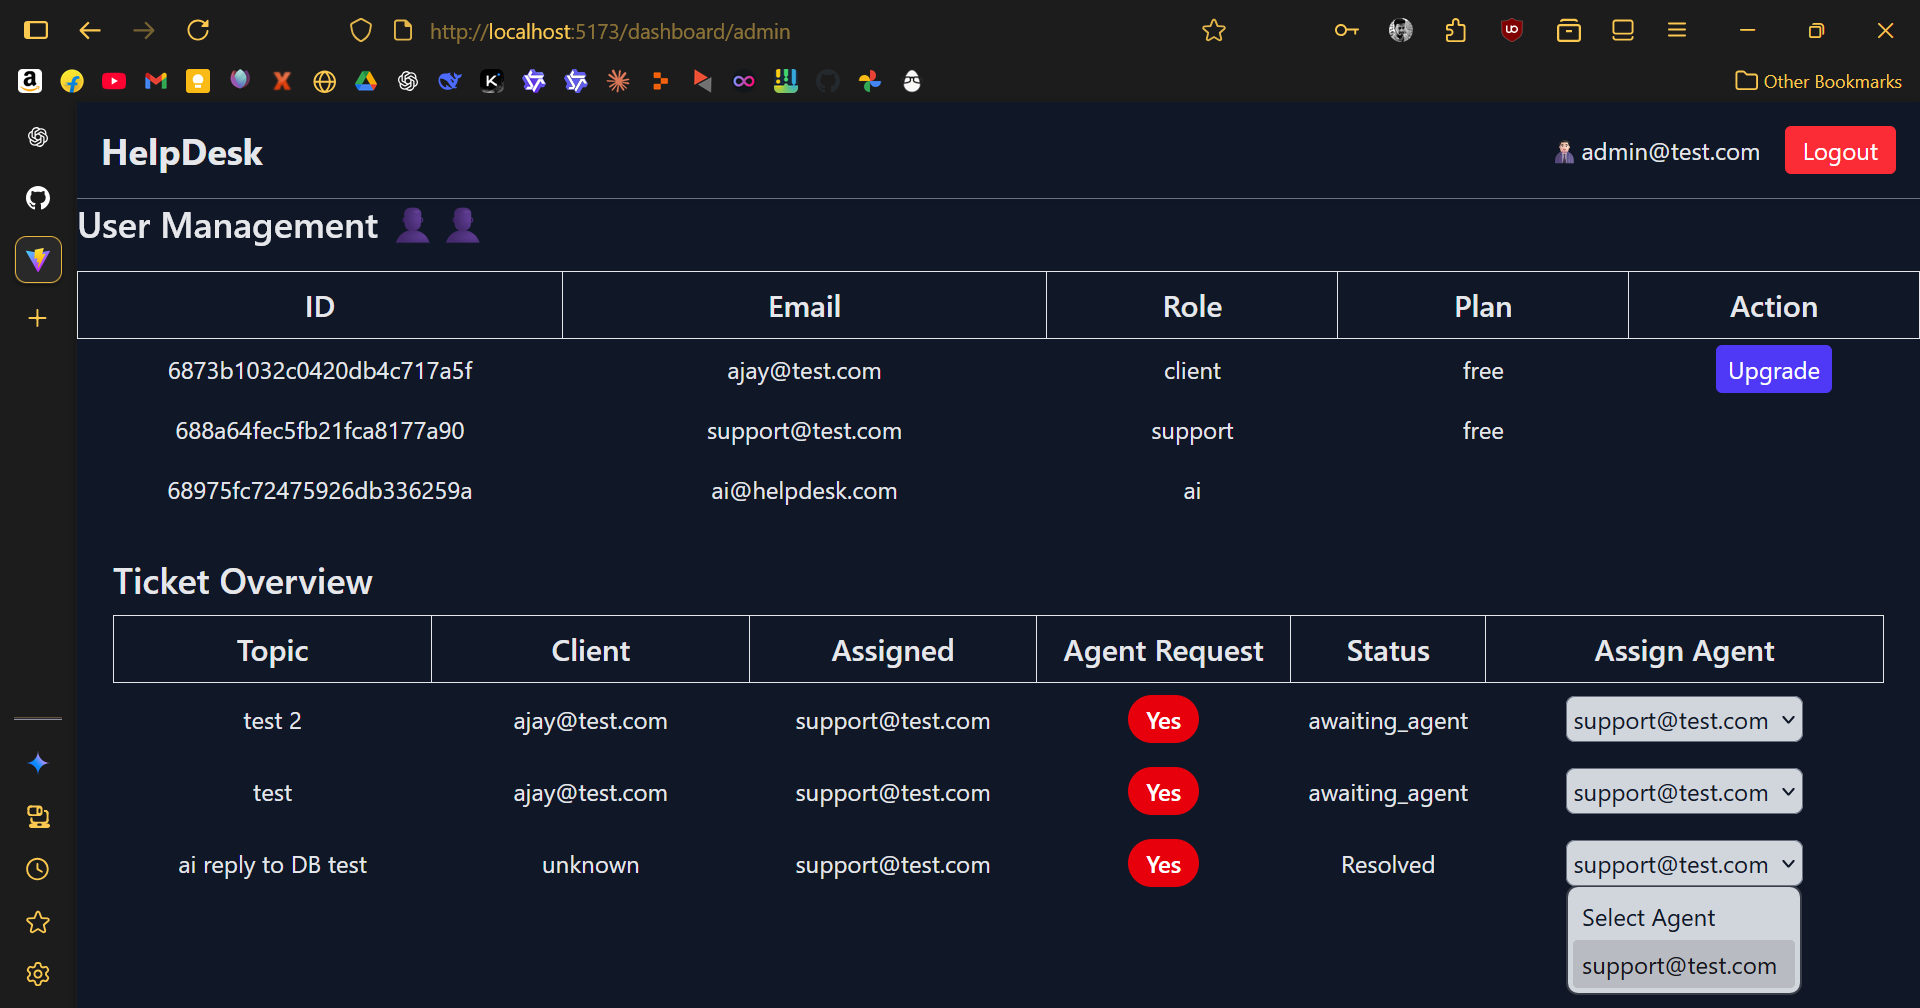 http://localhost:5173/dashboard/admin
Other Bookmarks
HelpDesk
admin@test.com
Logout
User Management
ID Email Role Plan Action
6873b1032c0420db4c717a5f ajay@test.com client free Upgrade
688a64fec5fb21fca8177a90 support@test.com support free
68975fc72475926db336259a ai@helpdesk.com ai
Ticket Overview
Topic Client Assigned Agent Request Status Assign Agent
test 2 ajay@test.com support@test.com Yes awaiting_agent support@test.com
test ajay@test.com support@test.com Yes awaiting_agent support@test.com
ai reply to DB test unknown support@test.com Yes Resolved support@test.com
Select Agent
support@test.com